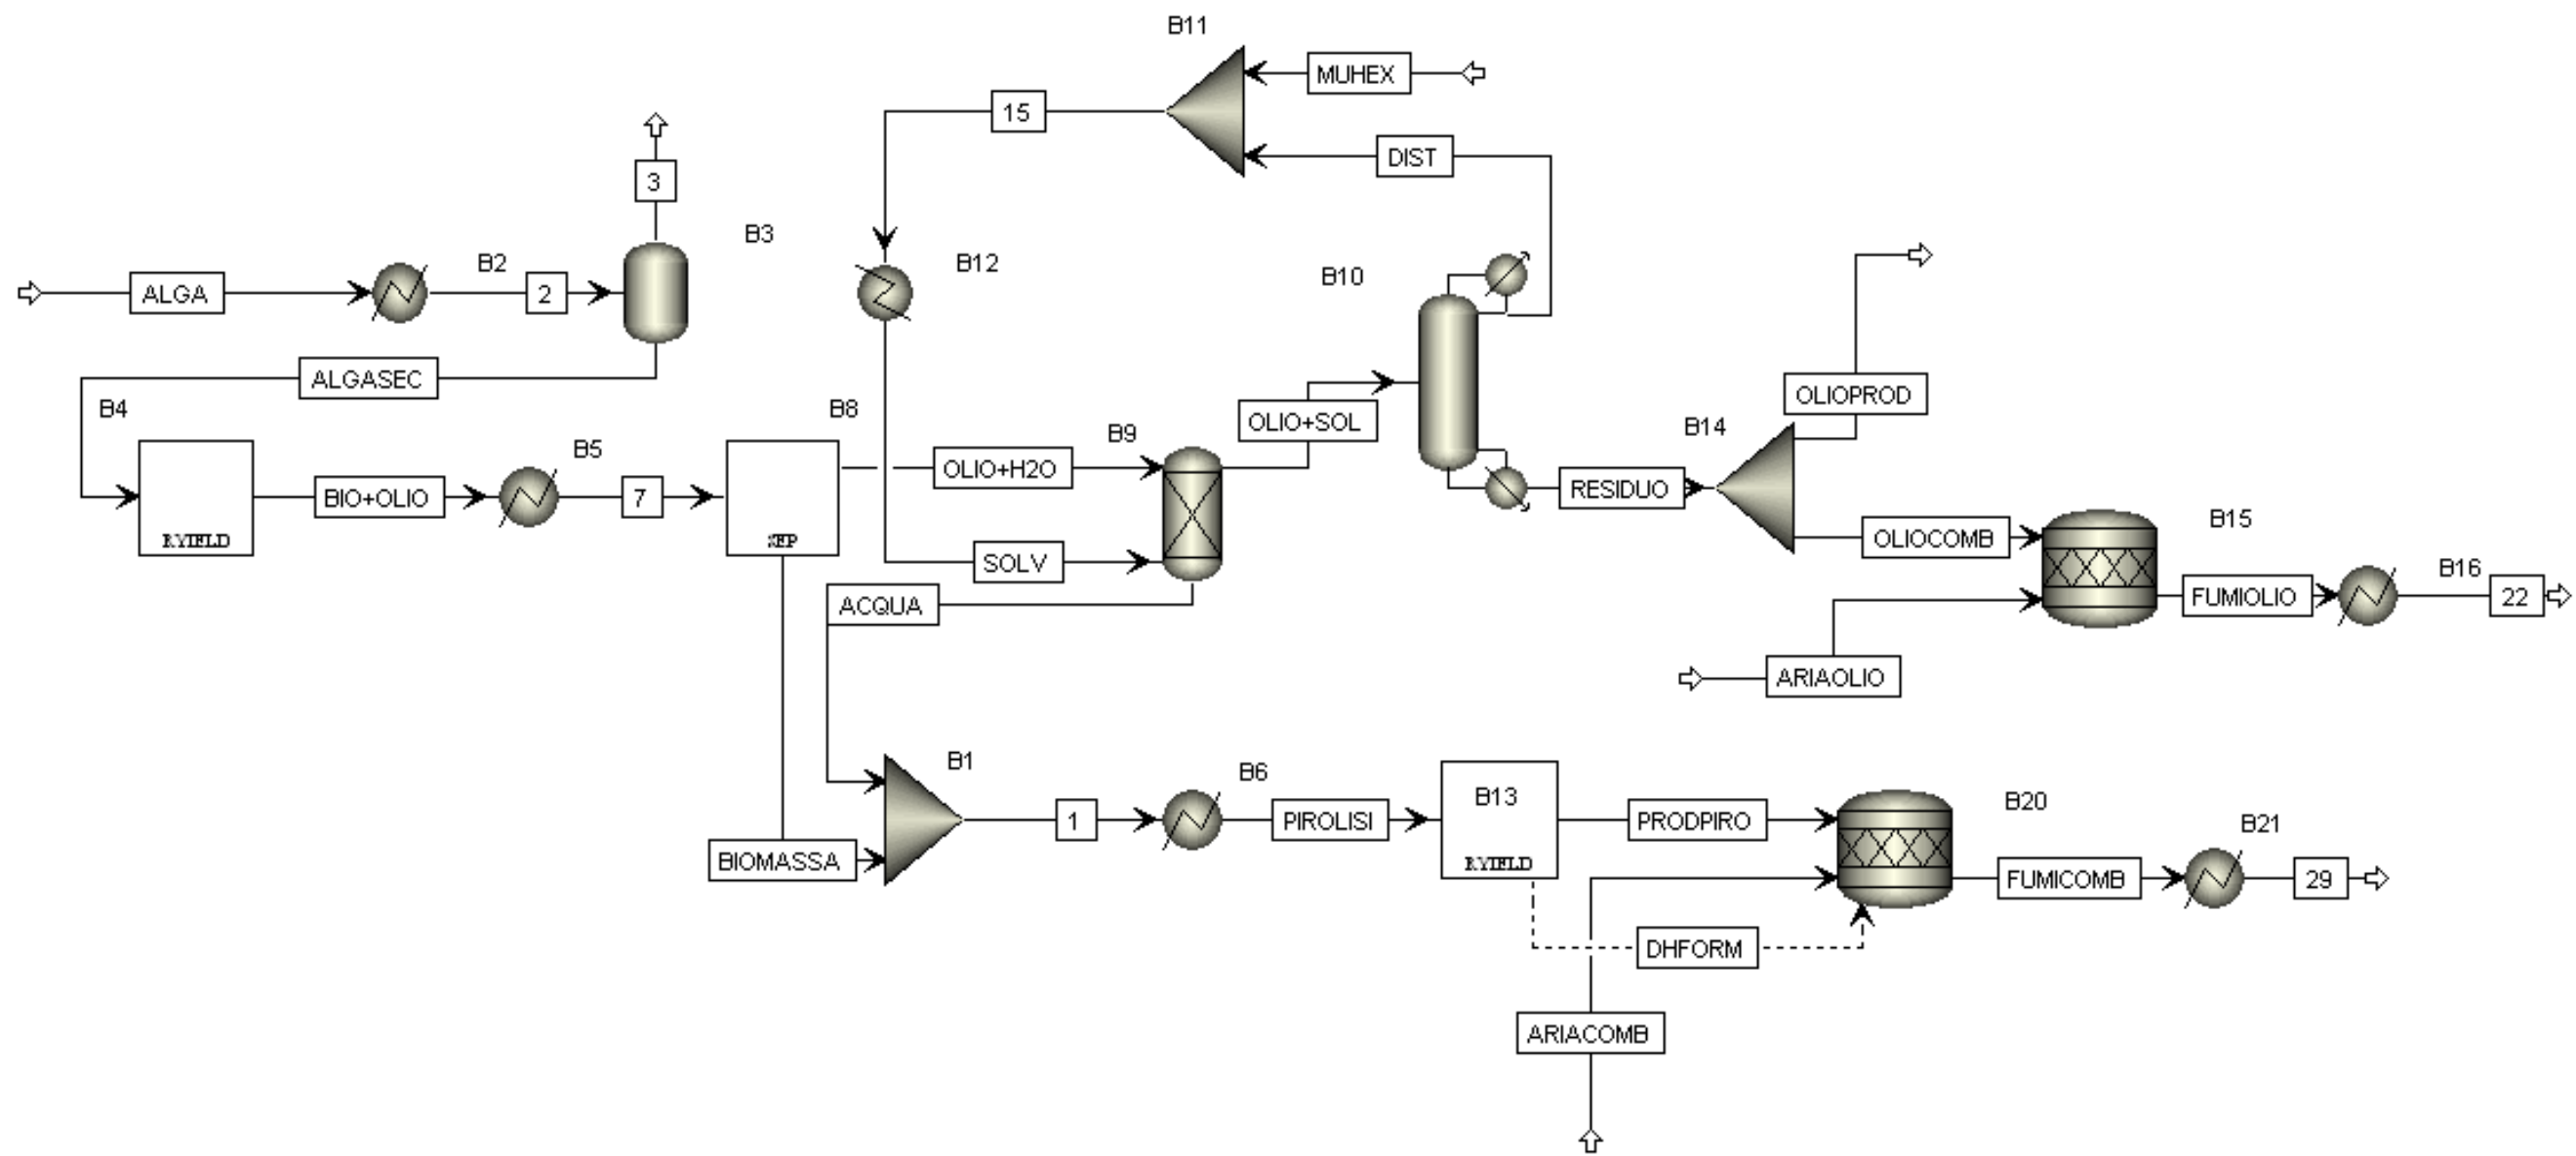 B11
MUHEX
15
DIST
3
B3
B2
ALGA
2
B12
B10
ALGASEC
B4
B8
OLIOPROD
OLIO+SOL
B14
B9
B5
OLIO+H2O
BIO+OLIO
7
RESIDUO
RYIELD
SEP
SOLV
B15
OLIOCOMB
B16
ACQUA
FUMIOLIO
22
ARIAOLIO
B1
B6
B13
B20
1
PIROLISI
PRODPIRO
B21
BIOMASSA
RYIELD
FUMICOMB
29
DHFORM
ARIACOMB